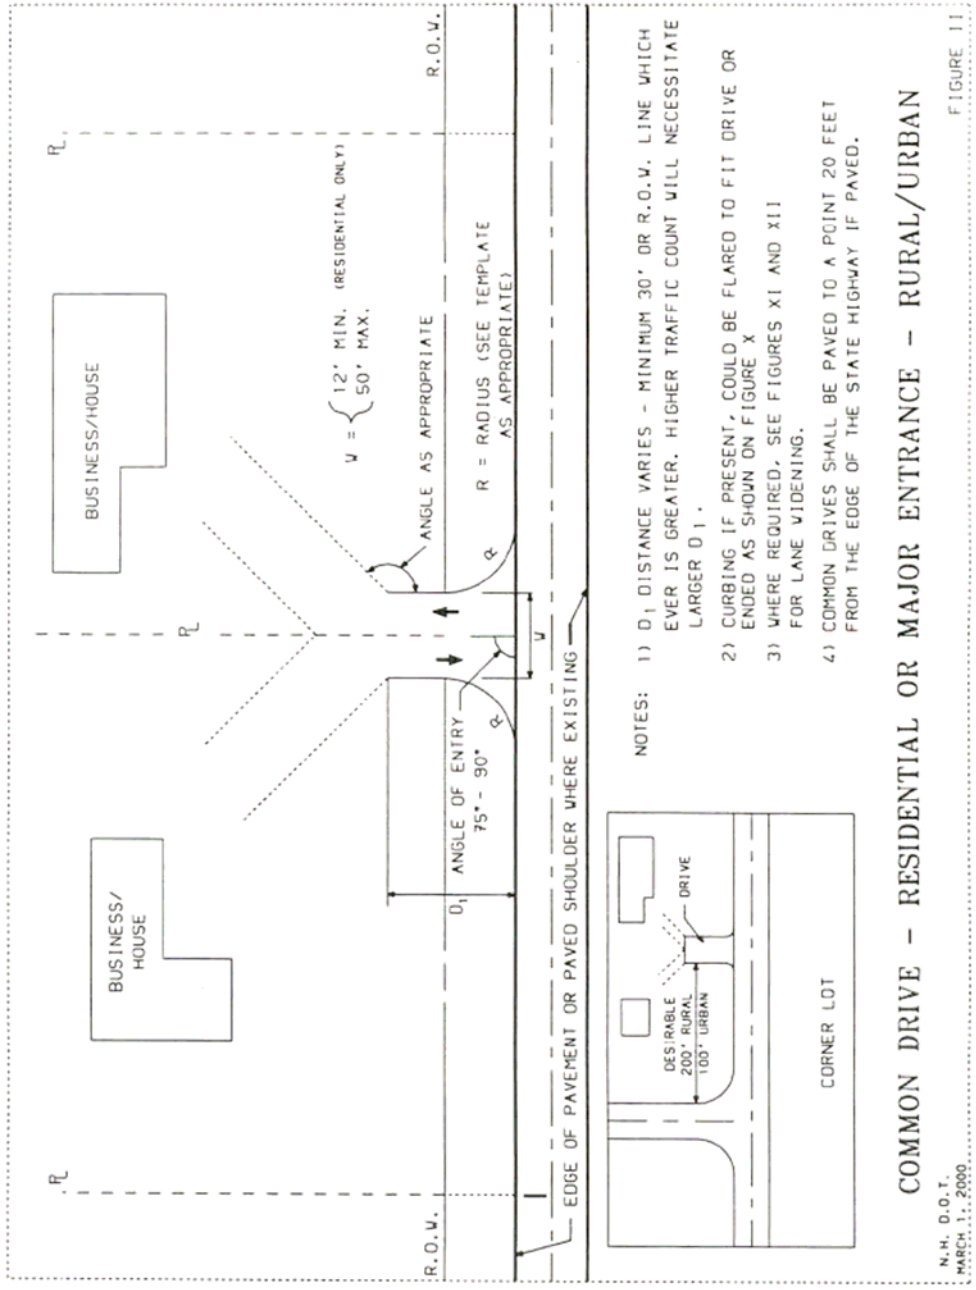 ℄
℄
℄
R.O.W.
R.O.W.
BUSINESS/
HOUSE
BUSINESS/HOUSE
W = { 12' MIN. (RESIDENTIAL ONLY)
50' MAX.
ANGLE AS APPROPRIATE
R = RADIUS (SEE TEMPLATE
AS APPROPRIATE)
D₁
ANGLE OF ENTRY
75° - 90°
R
R
W
EDGE OF PAVEMENT OR PAVED SHOULDER WHERE EXISTING
DESIRABLE
200' RURAL
100' URBAN
DRIVE
CORNER LOT
NOTES:
1) D₁ DISTANCE VARIES - MINIMUM 30' OR R.O.W. LINE WHICH
EVER IS GREATER. HIGHER TRAFFIC COUNT WILL NECESSITATE
LARGER D₁.
2) CURBING IF PRESENT, COULD BE FLARED TO FIT DRIVE OR
ENDED AS SHOWN ON FIGURE X
3) WHERE REQUIRED, SEE FIGURES XI AND XII
FOR LANE WIDENING.
4) COMMON DRIVES SHALL BE PAVED TO A POINT 20 FEET
FROM THE EDGE OF THE STATE HIGHWAY IF PAVED.
COMMON DRIVE - RESIDENTIAL OR MAJOR ENTRANCE - RURAL/URBAN
N.H. D.O.T.
MARCH 1, 2000
FIGURE 11